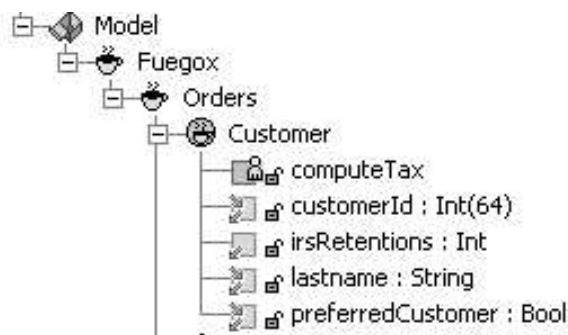 Model
Fuegox
Orders
Customer
computeTax
customerId : Int(64)
irsRetentions : Int
lastname : String
preferredCustomer : Bool